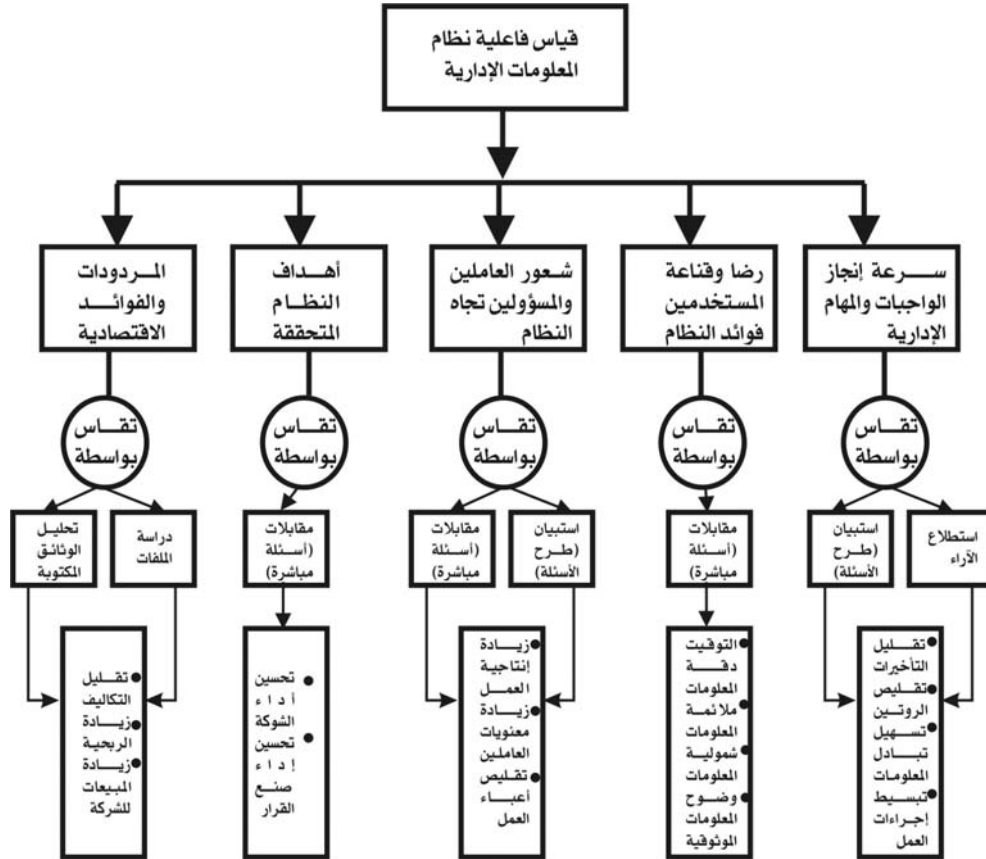 قياس فاعلية نظام
المعلومات الإدارية
سـرعة إنجاز
الواجبات والمهام
الإدارية
رضا وقناعة
المستخدمين
فوائد النظام
شعور العاملين
والمسؤولين تجاه
النظام
أهداف
النظام
المتحققة
المردودات
والفوائد
الاقتصادية
تقاس
بواسطة
تقاس
بواسطة
تقاس
بواسطة
تقاس
بواسطة
تقاس
بواسطة
استطلاع
الآراء
استبيان
(طرح
الأسئلة)
مقابلات
(أسئلة
مباشرة)
استبيان
(طرح
الأسئلة)
مقابلات
(أسئلة
مباشرة)
مقابلات
(أسئلة
مباشرة)
دراسة
الملفات
تحليل
الوثائق
المكتوبة
● تقليل
التأخيرات
● تقليص
الروتين
● تسهيل
تبادل
المعلومات
● تبسيط
إجراءات
العمل
● التوقيت
دقة
المعلومات
● ملائمة
المعلومات
● شمولية
المعلومات
● وضوح
المعلومات
الموثوقية
● زيادة
إنتاجية
العمل
● زيادة
معنويات
العاملين
● تقليص
أعباء
العمل
● تحسين
أداء
الشوكة
● تحسين
إداء
صنع
القرار
● تقليل
التكاليف
● زيادة
الربحية
● زيادة
المبيعات
للشركة